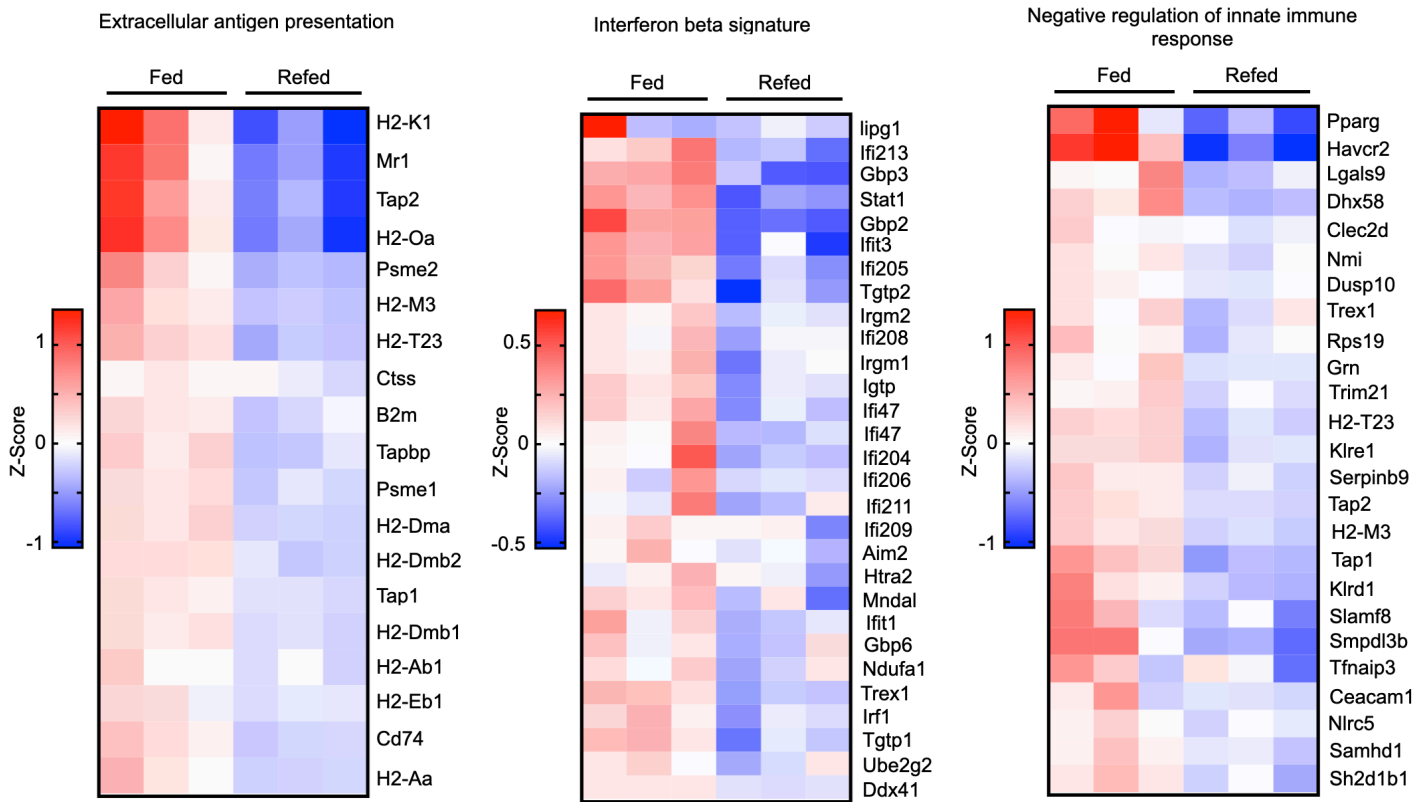 Extracellular antigen presentation
Fed
Refed
H2-K1
Mr1
Tap2
H2-Oa
Psme2
H2-M3
H2-T23
Ctss
B2m
Tapbp
Psme1
H2-Dma
H2-Dmb2
Tap1
H2-Dmb1
H2-Ab1
H2-Eb1
Cd74
H2-Aa
Z-Score
1
0
-1
Interferon beta signature
Fed
Refed
Iipg1
Ifi213
Gbp3
Stat1
Gbp2
Ifit3
Ifi205
Tgtp2
Irgm2
Ifi208
Irgm1
Igtp
Ifi47
Ifi47
Ifi204
Ifi206
Ifi211
Ifi209
Aim2
Htra2
Mndal
Ifit1
Gbp6
Ndufa1
Trex1
Irf1
Tgtp1
Ube2g2
Ddx41
Z-Score
0.5
0
-0.5
Negative regulation of innate immune
response
Fed
Refed
Pparg
Havcr2
Lgals9
Dhx58
Clec2d
Nmi
Dusp10
Trex1
Rps19
Grn
Trim21
H2-T23
Klre1
Serpinb9
Tap2
H2-M3
Tap1
Klrd1
Slamf8
Smpdl3b
Tfnaip3
Ceacam1
Nlrc5
Samhd1
Sh2d1b1
Z-Score
1
0
-1